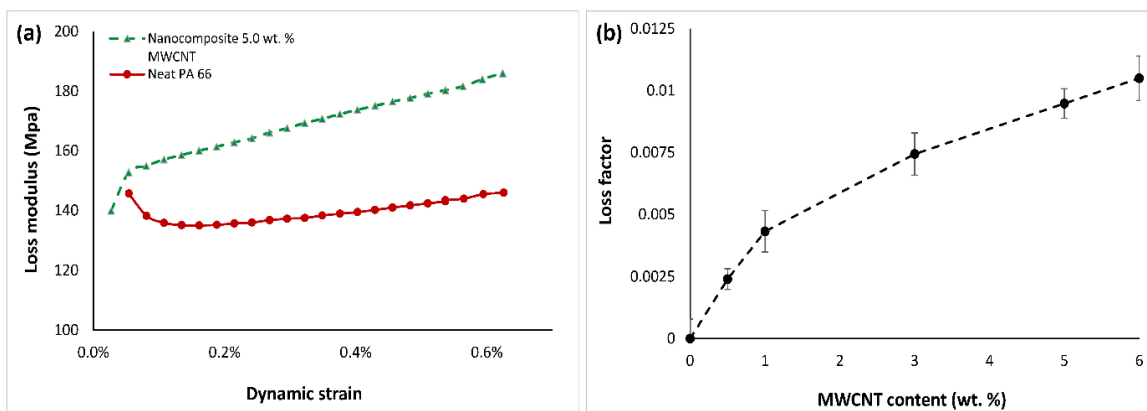 (a)
Nanocomposite 5.0 wt. %
MWCNT
Neat PA 66
200
180
160
140
120
100
Loss modulus (Mpa)
0.0%
0.2%
0.4%
0.6%
Dynamic strain
(b)
0.0125
0.01
0.0075
0.005
0.0025
0
Loss factor
0
1
2
3
4
5
6
MWCNT content (wt. %)